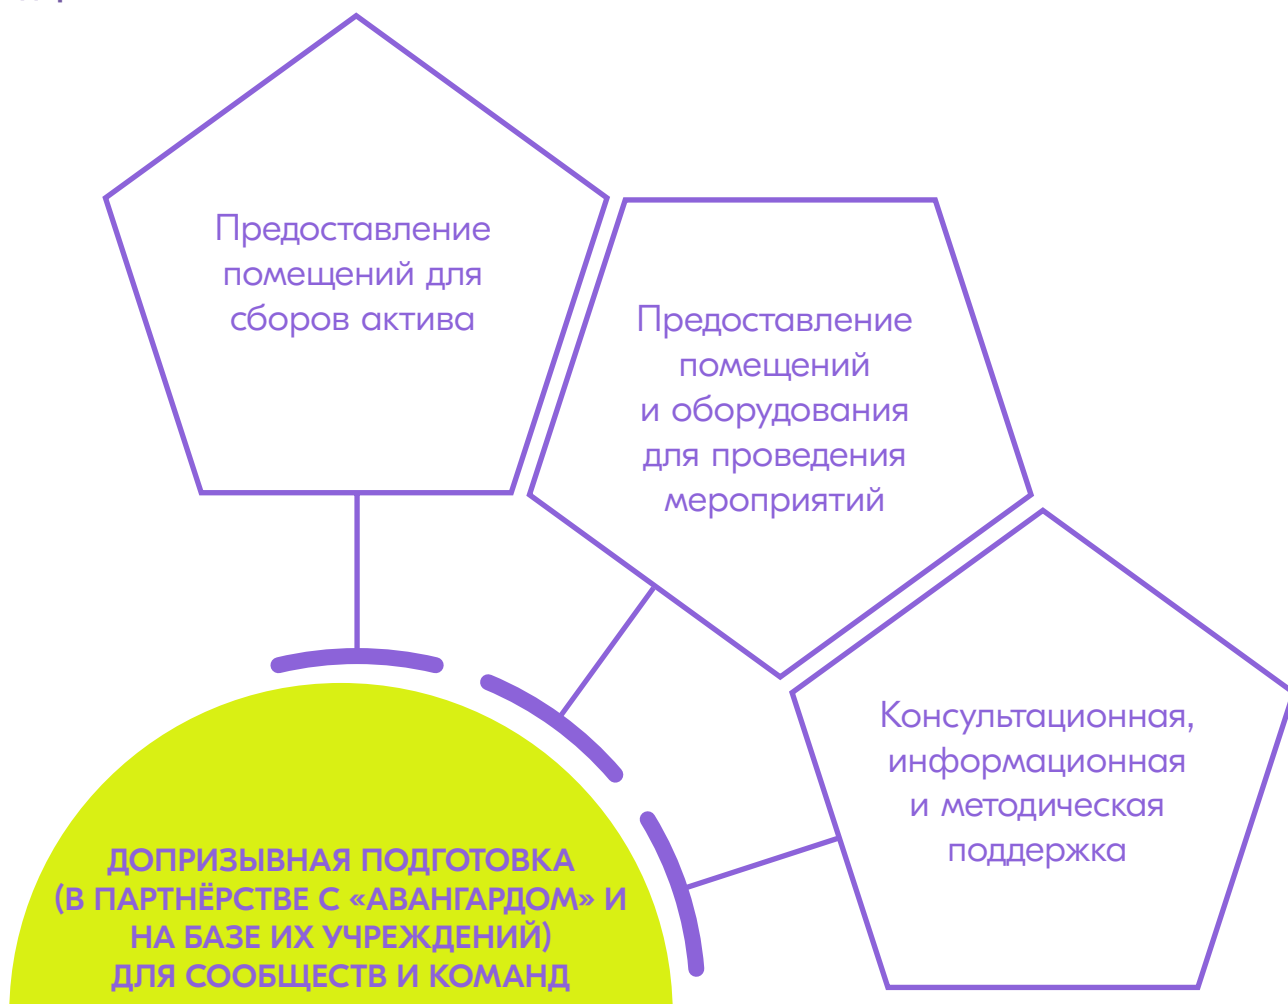 Предоставление
помещений для
сборов актива
Предоставление
помещений
и оборудования
для проведения
мероприятий
Консультационная,
информационная
и методическая
поддержка
ДОПРИЗЫВНАЯ ПОДГОТОВКА
(В ПАРТНЁРСТВЕ С «АВАНГАРДОМ» И
НА БАЗЕ ИХ УЧРЕЖДЕНИЙ)
ДЛЯ СООБЩЕСТВ И КОМАНД